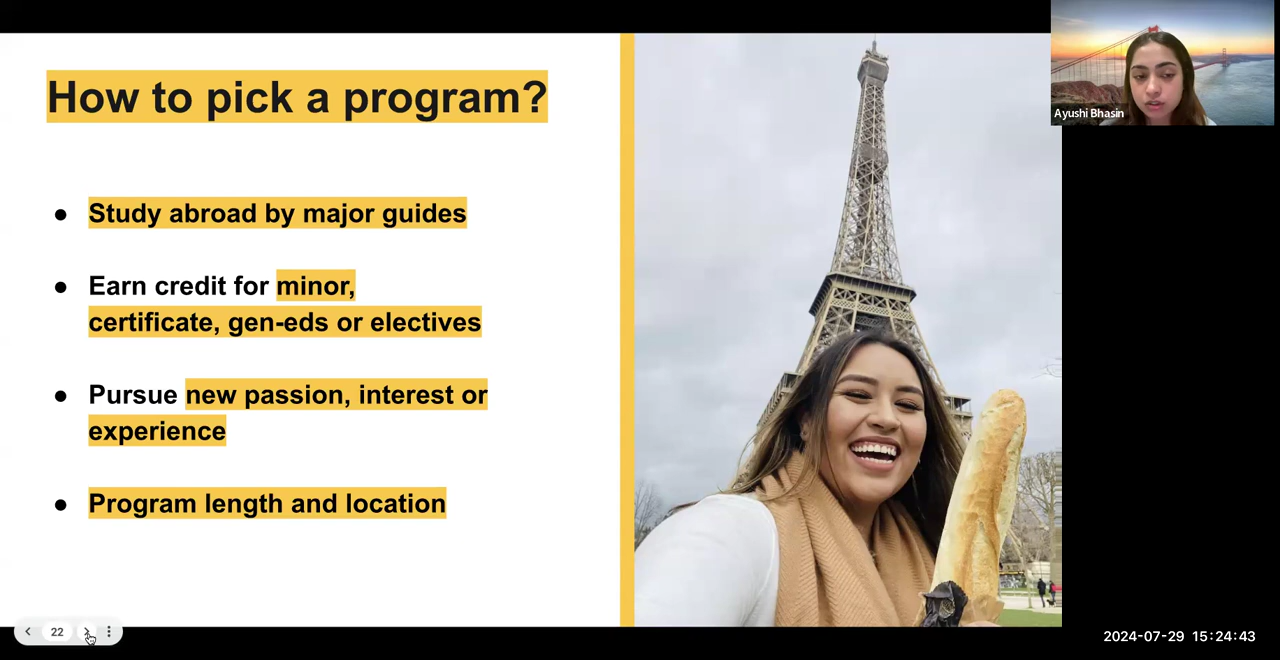 How to pick a program?
● Study abroad by major guides
● Earn credit for minor,
certificate, gen-eds or electives
● Pursue new passion, interest or
experience
● Program length and location
Ayushi Bhasin
22
2024-07-29 15:24:43